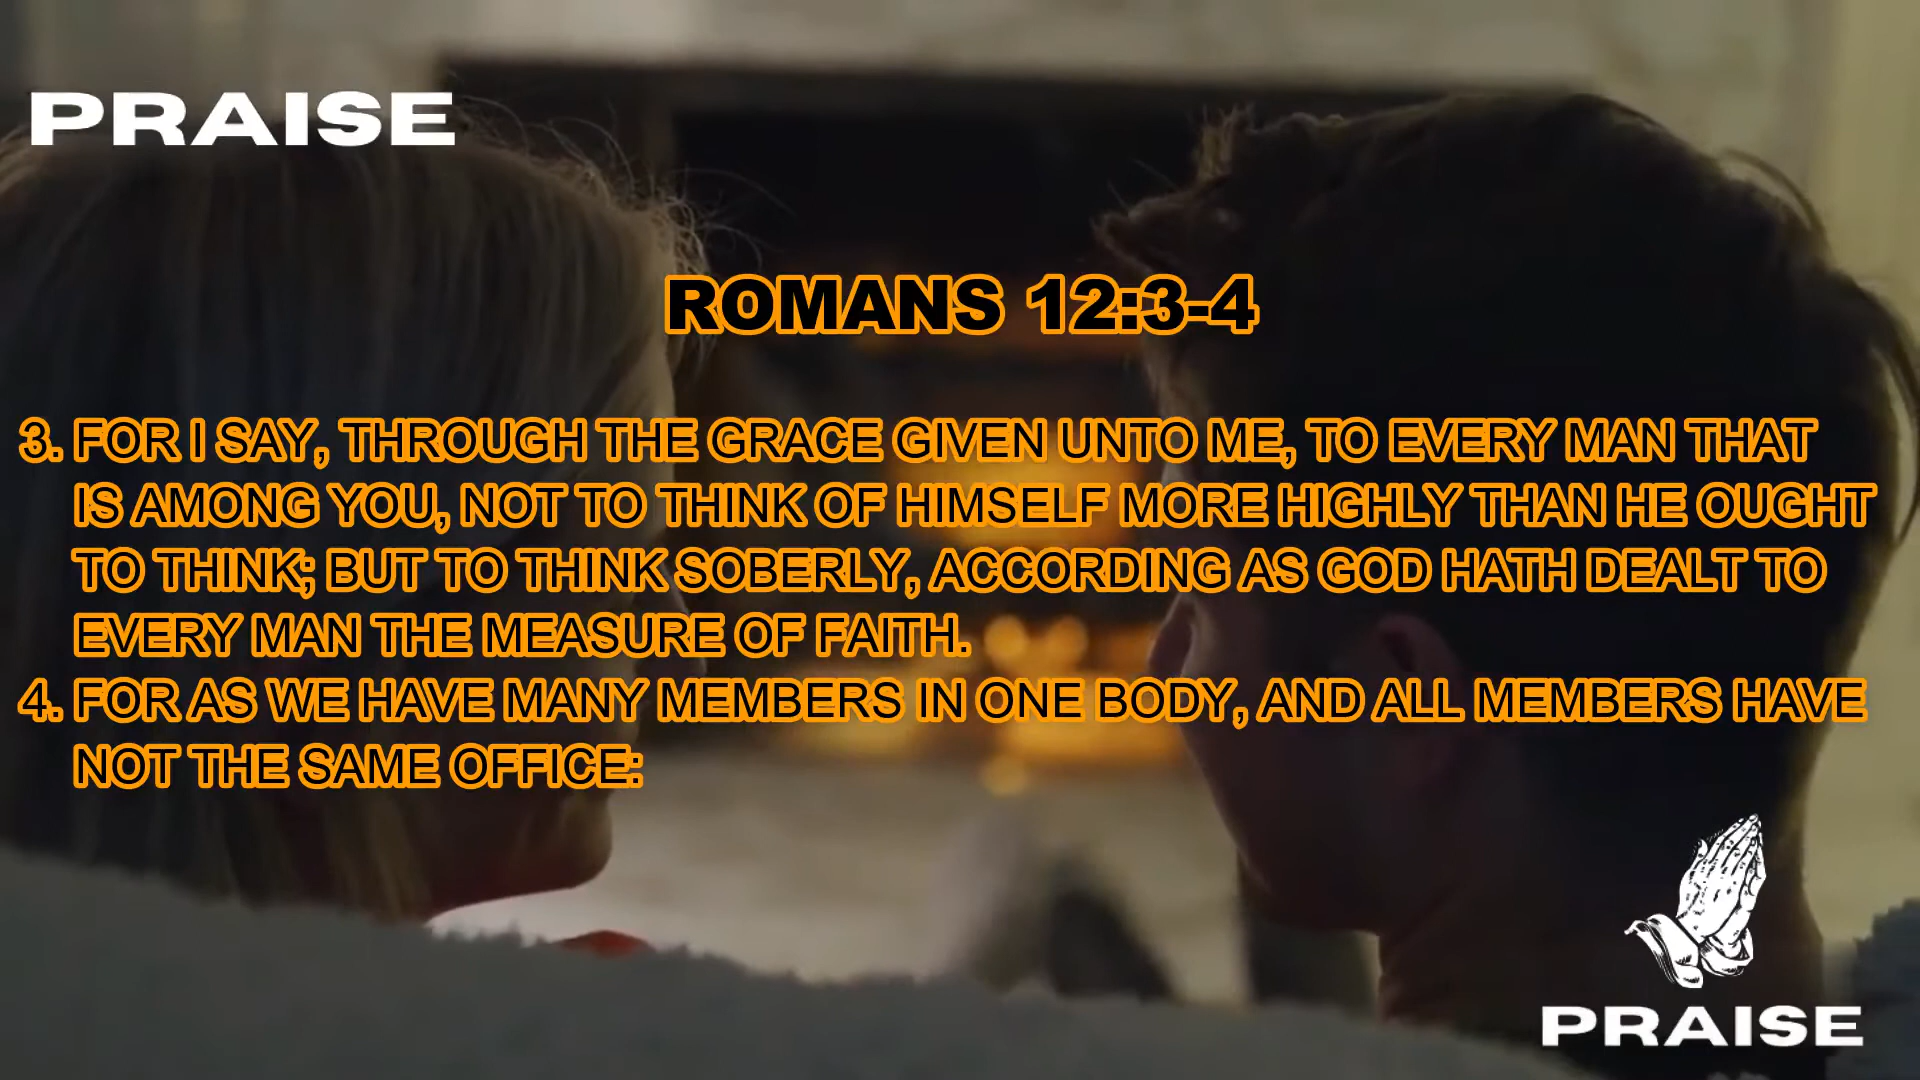 PRAISE
ROMANS 12:3-4
3. FOR I SAY, THROUGH THE GRACE GIVEN UNTO ME, TO EVERY MAN THAT
IS AMONG YOU, NOT TO THINK OF HIMSELF MORE HIGHLY THAN HE OUGHT
TO THINK; BUT TO THINK SOBERLY, ACCORDING AS GOD HATH DEALT TO
EVERY MAN THE MEASURE OF FAITH.
4. FOR AS WE HAVE MANY MEMBERS IN ONE BODY, AND ALL MEMBERS HAVE
NOT THE SAME OFFICE:
PRAISE